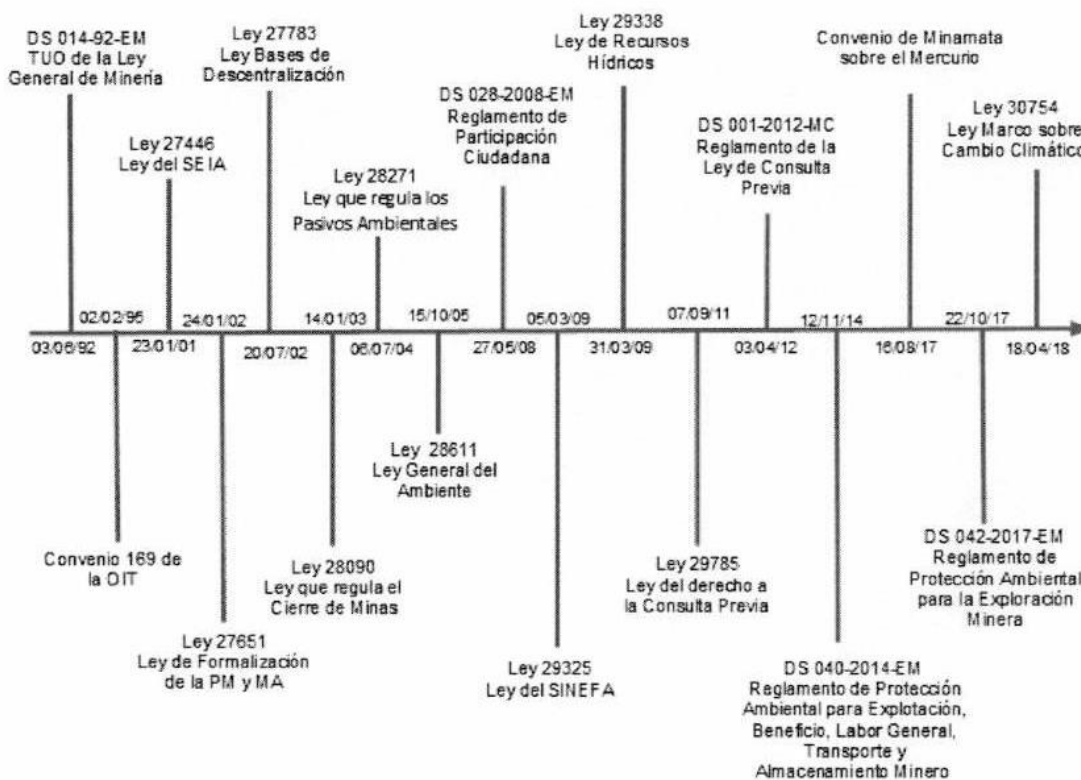 DS 014-92-EM
TUO de la Ley
General de Minería
Ley 27446
Ley del SEIA
Ley 27783
Ley Bases de
Descentralización
Ley 28271
Ley que regula los
Pasivos Ambientales
DS 028-2008-EM
Reglamento de
Participación
Ciudadana
Ley 29338
Ley de Recursos
Hídricos
DS 001-2012-MC
Reglamento de la
Ley de Consulta
Previa
Convenio de Minamata
sobre el Mercurio
Ley 30754
Ley Marco sobre
Cambio Climático
02/02/95
24/01/02
14/01/03
15/10/05
05/03/09
07/09/11
12/11/14
22/10/17
03/06/92
23/01/01
20/07/02
06/07/04
27/05/08
31/03/09
03/04/12
16/08/17
18/04/18
Convenio 169 de
la OIT
Ley 27651
Ley de Formalización
de la PM y MA
Ley 28090
Ley que regula el
Cierre de Minas
Ley 28611
Ley General del
Ambiente
Ley 29325
Ley del SINEFA
Ley 29785
Ley del derecho a
la Consulta Previa
DS 040-2014-EM
Reglamento de Protección
Ambiental para Explotación,
Beneficio, Labor General,
Transporte y
Almacenamiento Minero
DS 042-2017-EM
Reglamento de
Protección Ambiental
para la Exploración
Minera